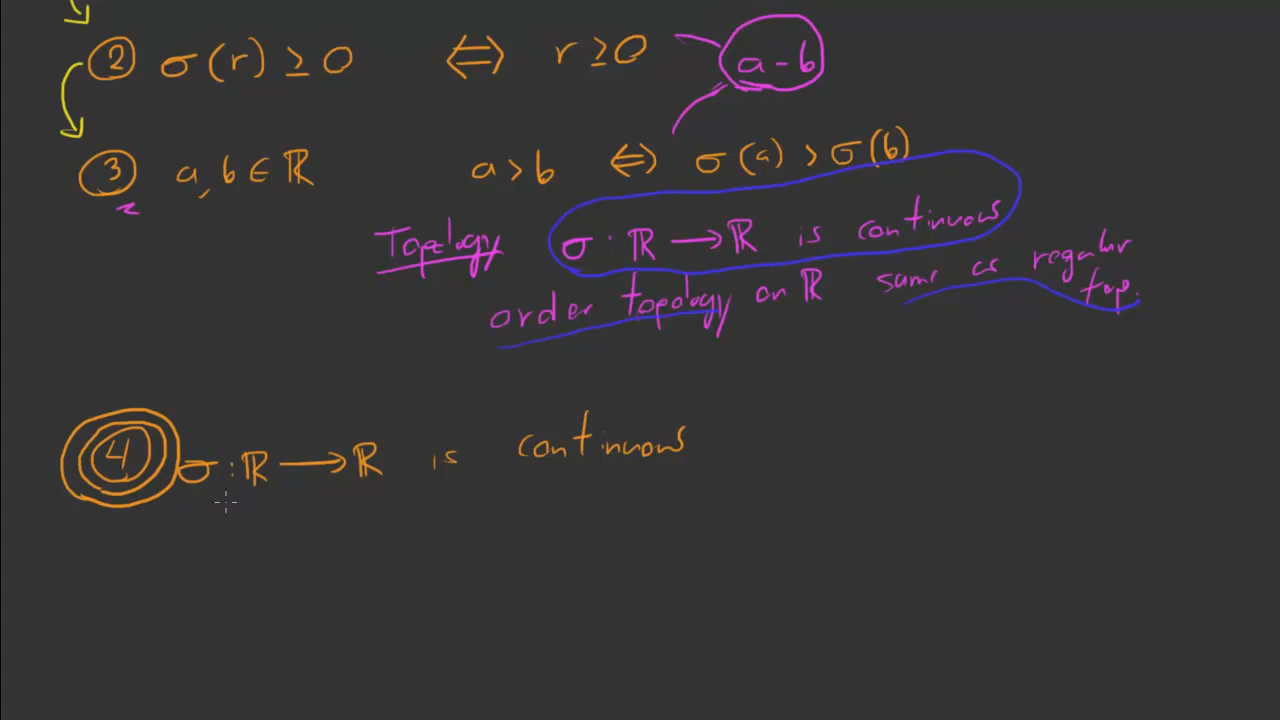 ② σ(r) ≥ 0 ⟺ r ≥ 0 a - b
③ a, b ∈ ℝ a > b ⟺ σ(a) > σ(b)
Topology σ: ℝ ⟶ ℝ is continuous
order topology on ℝ same as regular
top.
④ σ: ℝ ⟶ ℝ is continuous